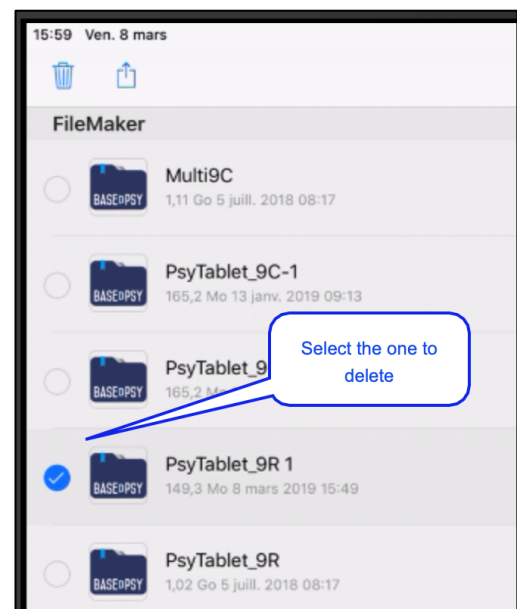 15:59 Ven. 8 mars
FileMaker
BASEDPSY
Multi9C
1,11 Go 5 juill. 2018 08:17
BASEDPSY
PsyTablet_9C-1
165,2 Mo 13 janv. 2019 09:13
Select the one to
delete
BASEDPSY
PsyTablet_9
165,2
BASEDPSY
PsyTablet_9R 1
149,3 Mo 8 mars 2019 15:49
BASEDPSY
PsyTablet_9R
1,02 Go 5 juill. 2018 08:17